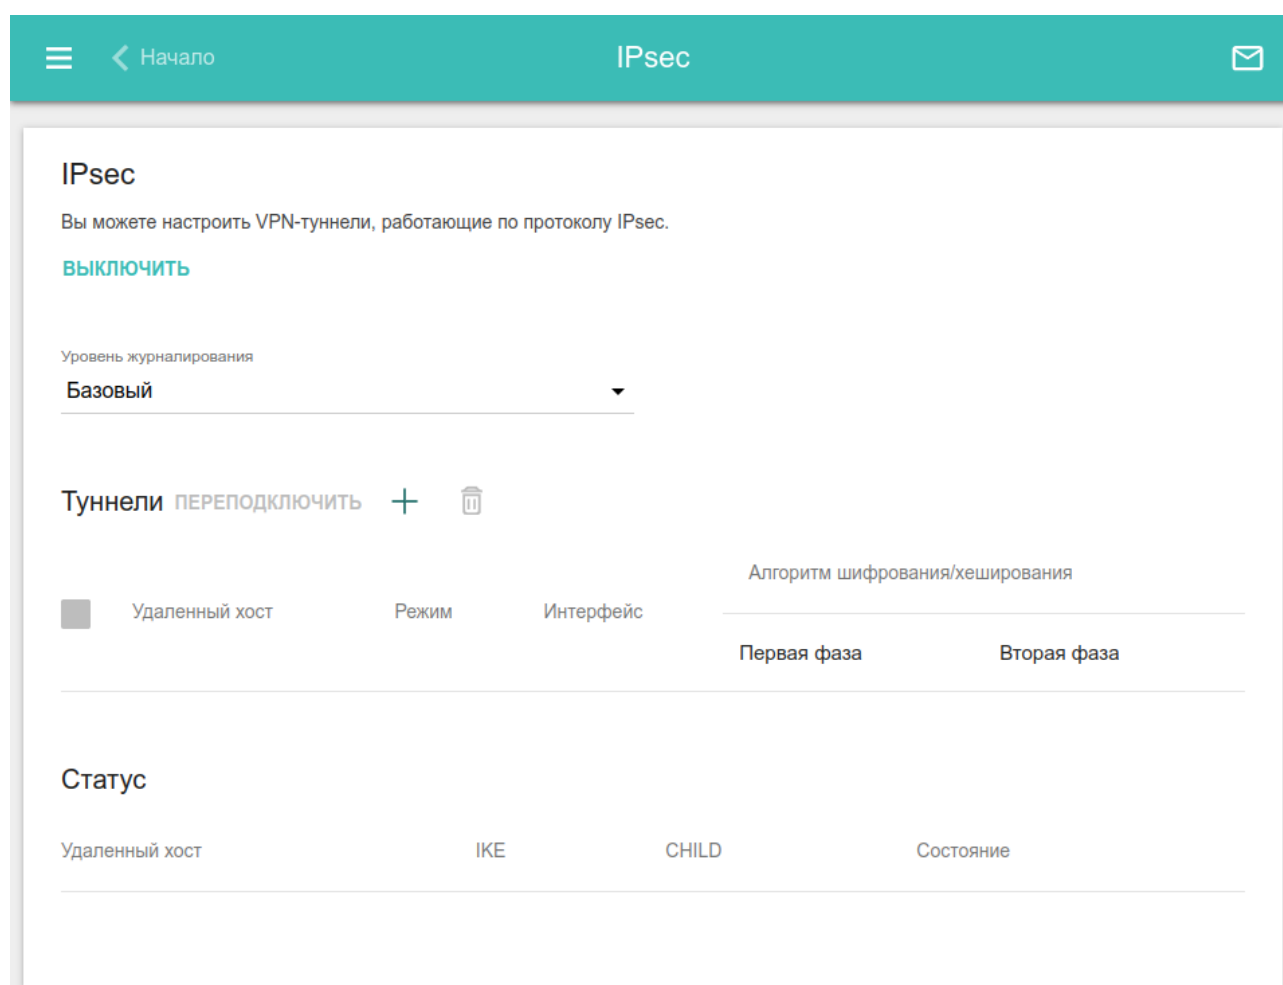 Начало
IPsec
IPsec
Вы можете настроить VPN-туннели, работающие по протоколу IPsec.
ВЫКЛЮЧИТЬ
Уровень журналирования
Базовый
Туннели ПЕРЕПОДКЛЮЧИТЬ
Алгоритм шифрования/хеширования
Удаленный хост Режим Интерфейс
Первая фаза Вторая фаза
Статус
Удаленный хост IKE CHILD Состояние